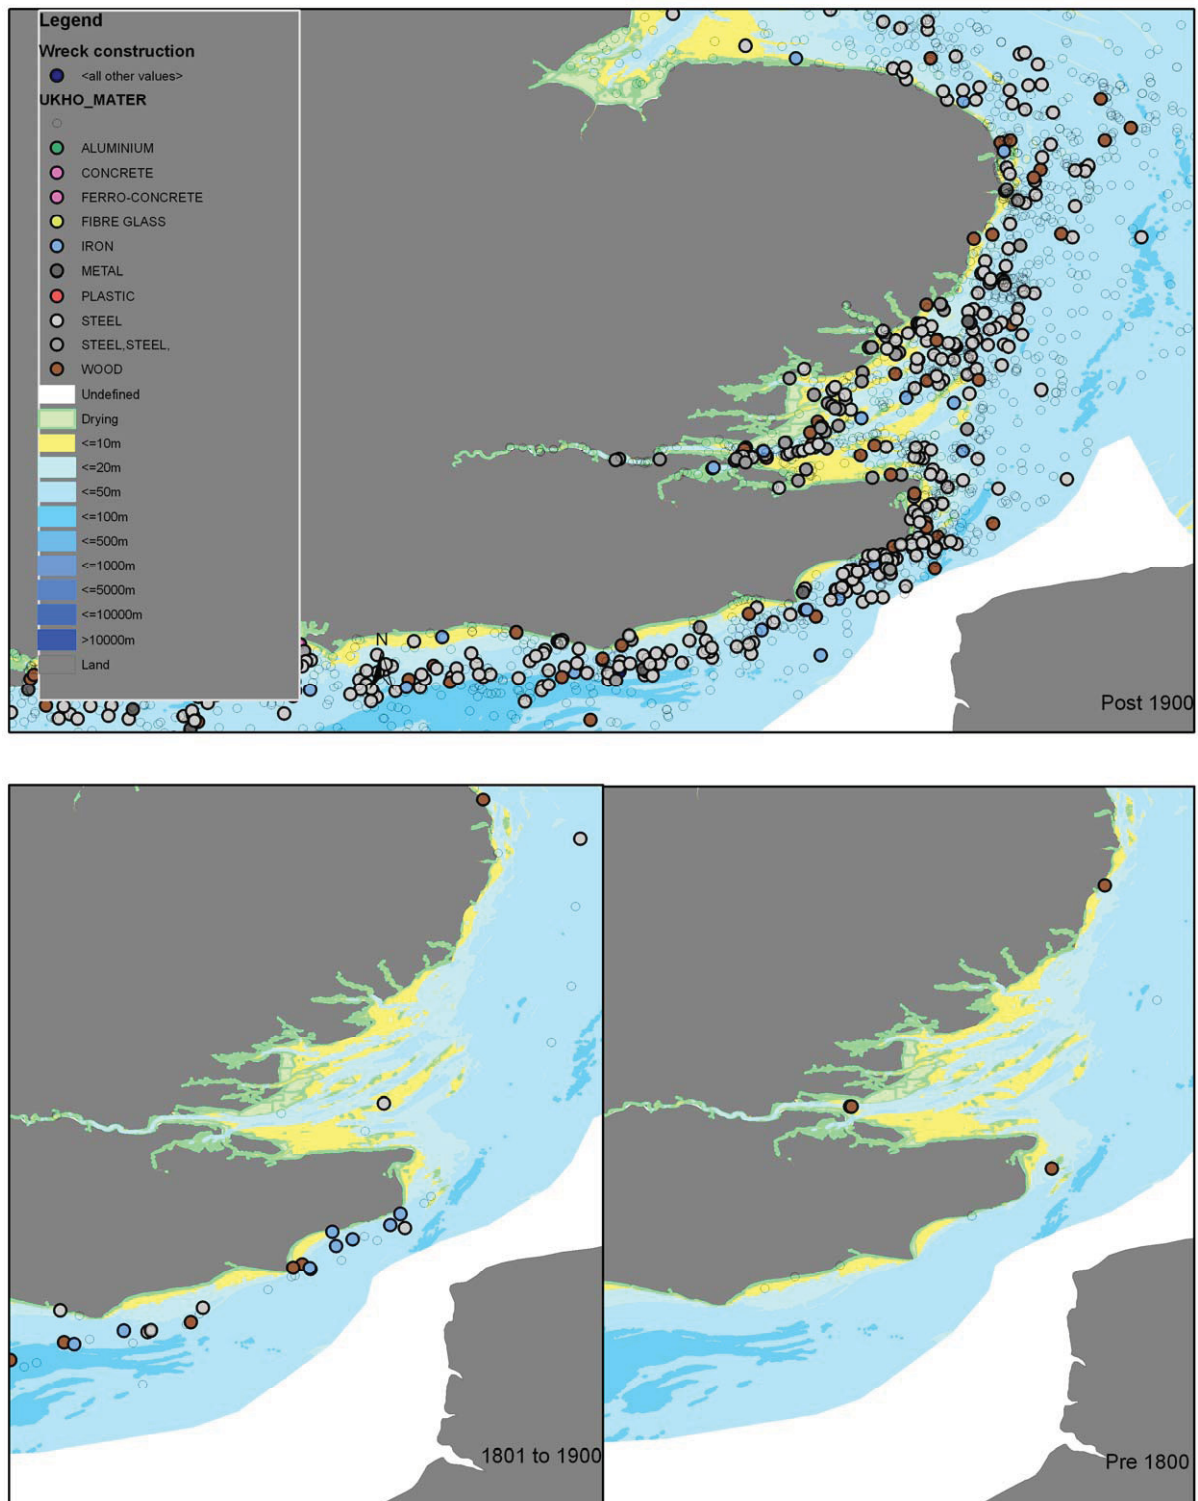 Legend
Wreck construction
<all other values>
UKHO_MATER
ALUMINIUM
CONCRETE
FERRO-CONCRETE
FIBRE GLASS
IRON
METAL
PLASTIC
STEEL
STEEL,STEEL,
WOOD
Undefined
Drying
<=10m
<=20m
<=50m
<=100m
<=500m
<=1000m
<=5000m
<=10000m
>10000m
Land
N
Post 1900
1801 to 1900
Pre 1800